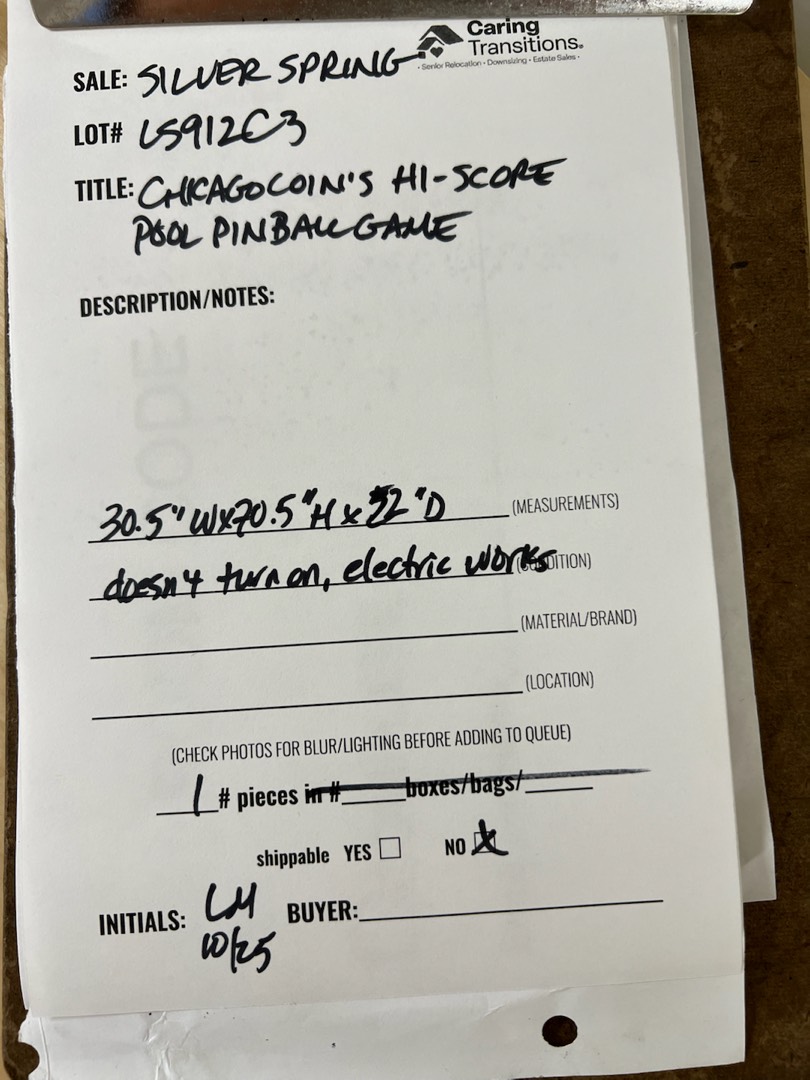 Caring
Transitions®
• Senior Relocation • Downsizing • Estate Sales •
SALE: SILVER SPRING
LOT# LS912C3
TITLE: CHICAGOCOIN'S HI-SCORE
POOL PINBALL GAME
DESCRIPTION/NOTES:
30.5" W x 70.5" H x 52 "D (MEASUREMENTS)
doesn't turn on, electric works (CONDITION)
(MATERIAL/BRAND)
(LOCATION)
(CHECK PHOTOS FOR BLUR/LIGHTING BEFORE ADDING TO QUEUE)
1 # pieces in # boxes/bags/
shippable YES NO
INITIALS: LM BUYER:
10/25